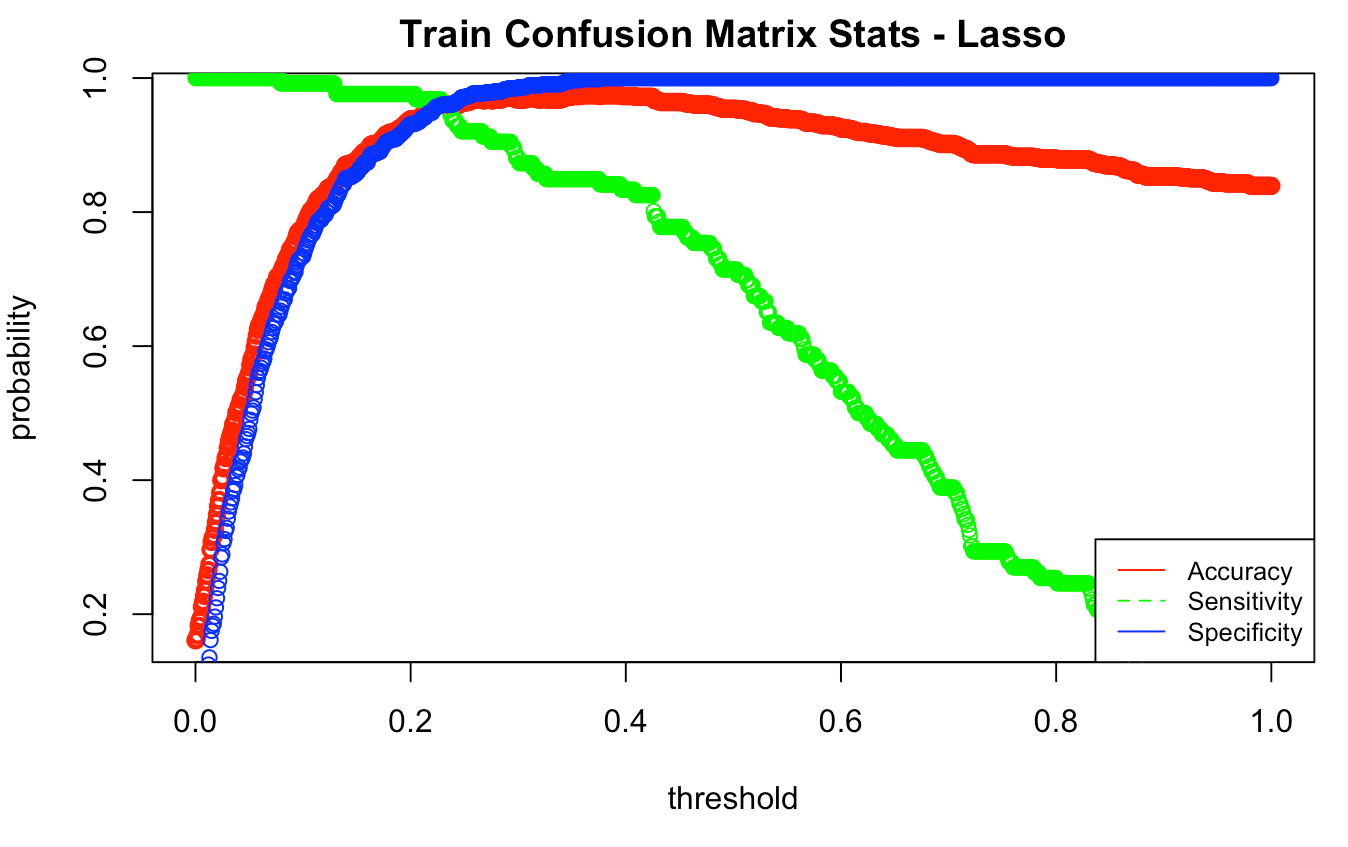 Train Confusion Matrix Stats - Lasso
probability
1.0
0.8
0.6
0.4
0.2
Accuracy
Sensitivity
Specificity
0.0 0.2 0.4 0.6 0.8 1.0
threshold